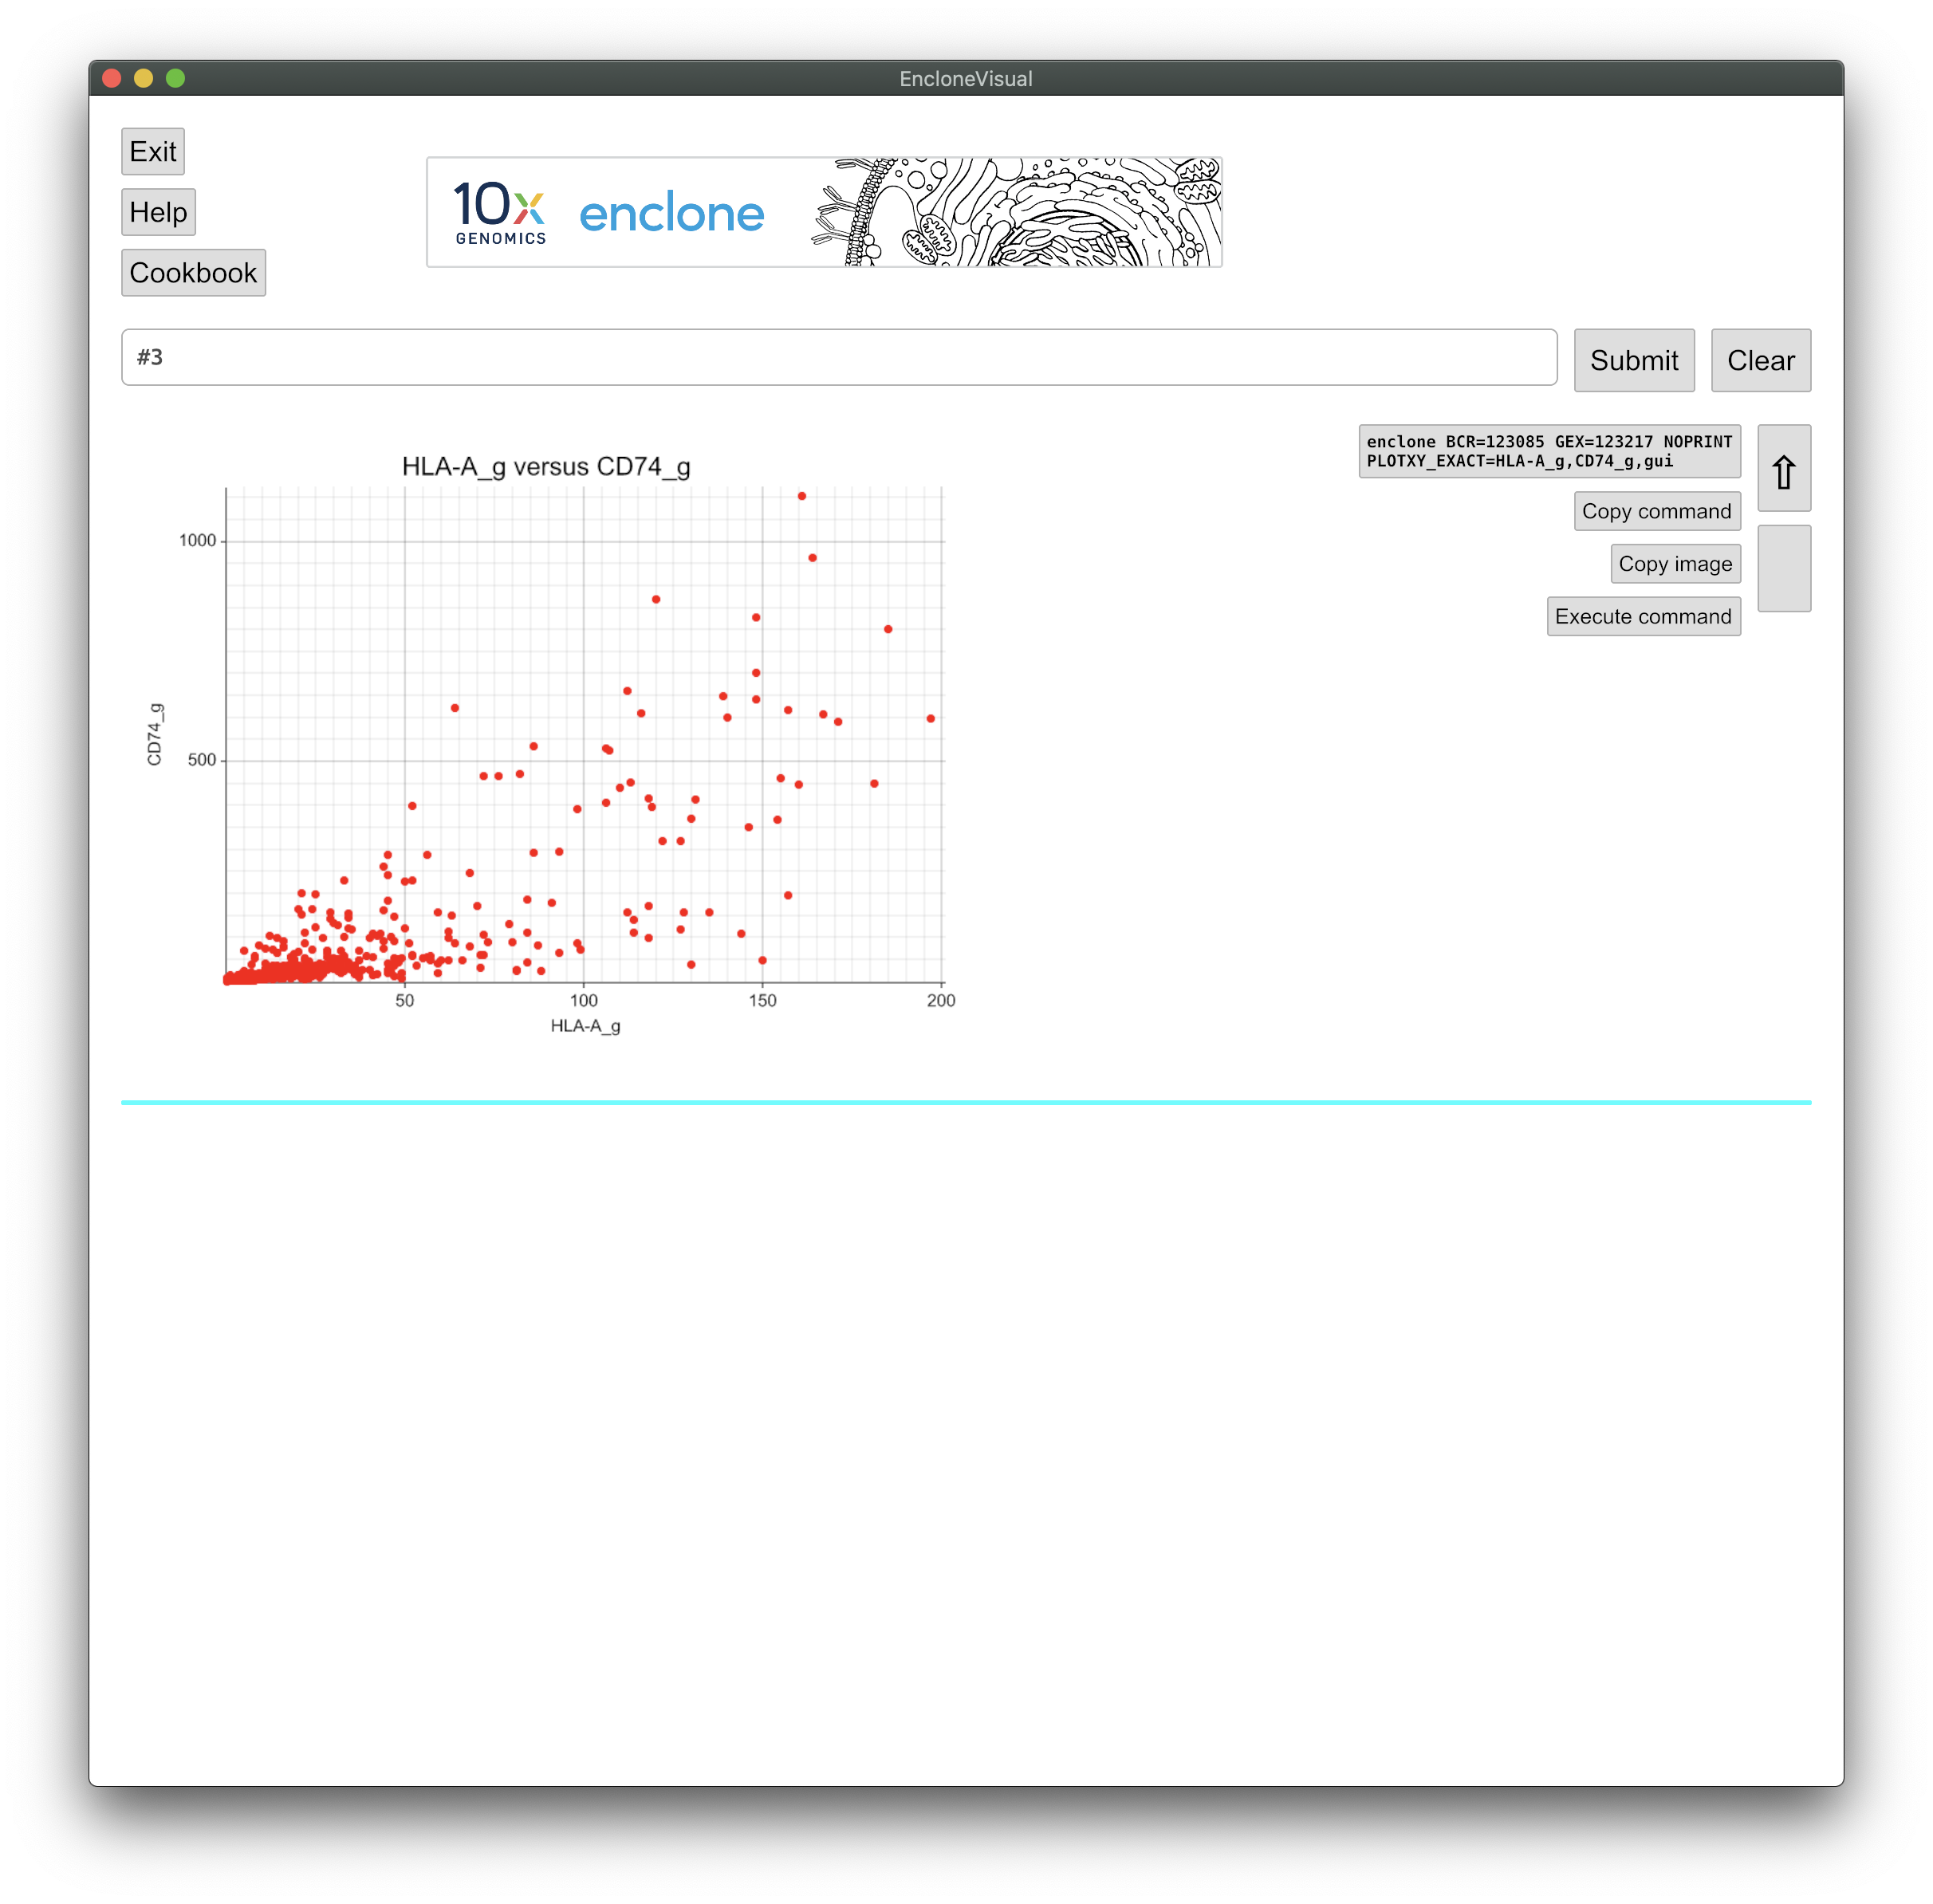 EncloneVisual
Exit
Help
Cookbook
10x
GENOMICS
enclone
#3
Submit
Clear
enclone BCR=123085 GEX=123217 NOPRINT
PLOTXY_EXACT=HLA-A_g,CD74_g,gui
⇧
Copy command
Copy image
Execute command
HLA-A_g versus CD74_g
1000
500
CD74_g
50
100
150
200
HLA-A_g